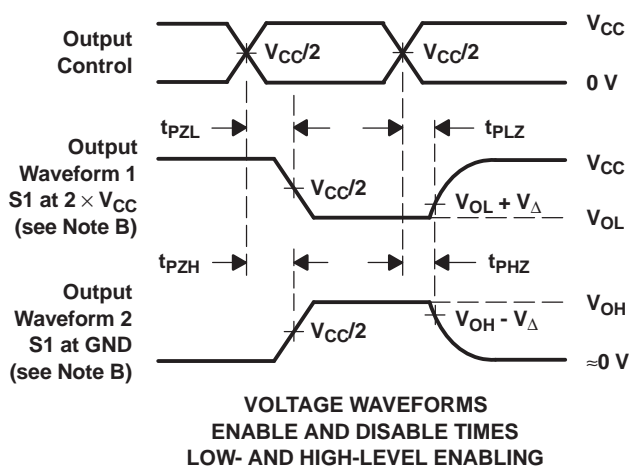 Output
Control
V_CC/2
V_CC/2
V_CC
0 V
t_PZL
t_PLZ
Output
Waveform 1
S1 at 2 × V_CC
(see Note B)
V_CC/2
V_OL + V_Δ
V_CC
V_OL
t_PZH
t_PHZ
Output
Waveform 2
S1 at GND
(see Note B)
V_CC/2
V_OH - V_Δ
V_OH
≈0 V
VOLTAGE WAVEFORMS
ENABLE AND DISABLE TIMES
LOW- AND HIGH-LEVEL ENABLING